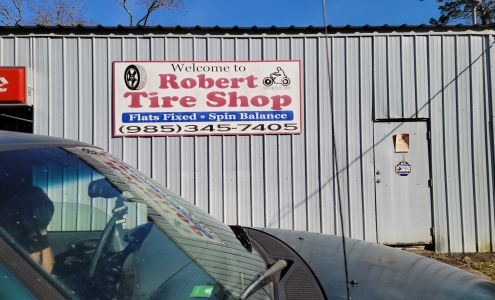 Welcome to
Robert
Tire Shop
Flats Fixed * Spin Balance
(985)345-7405